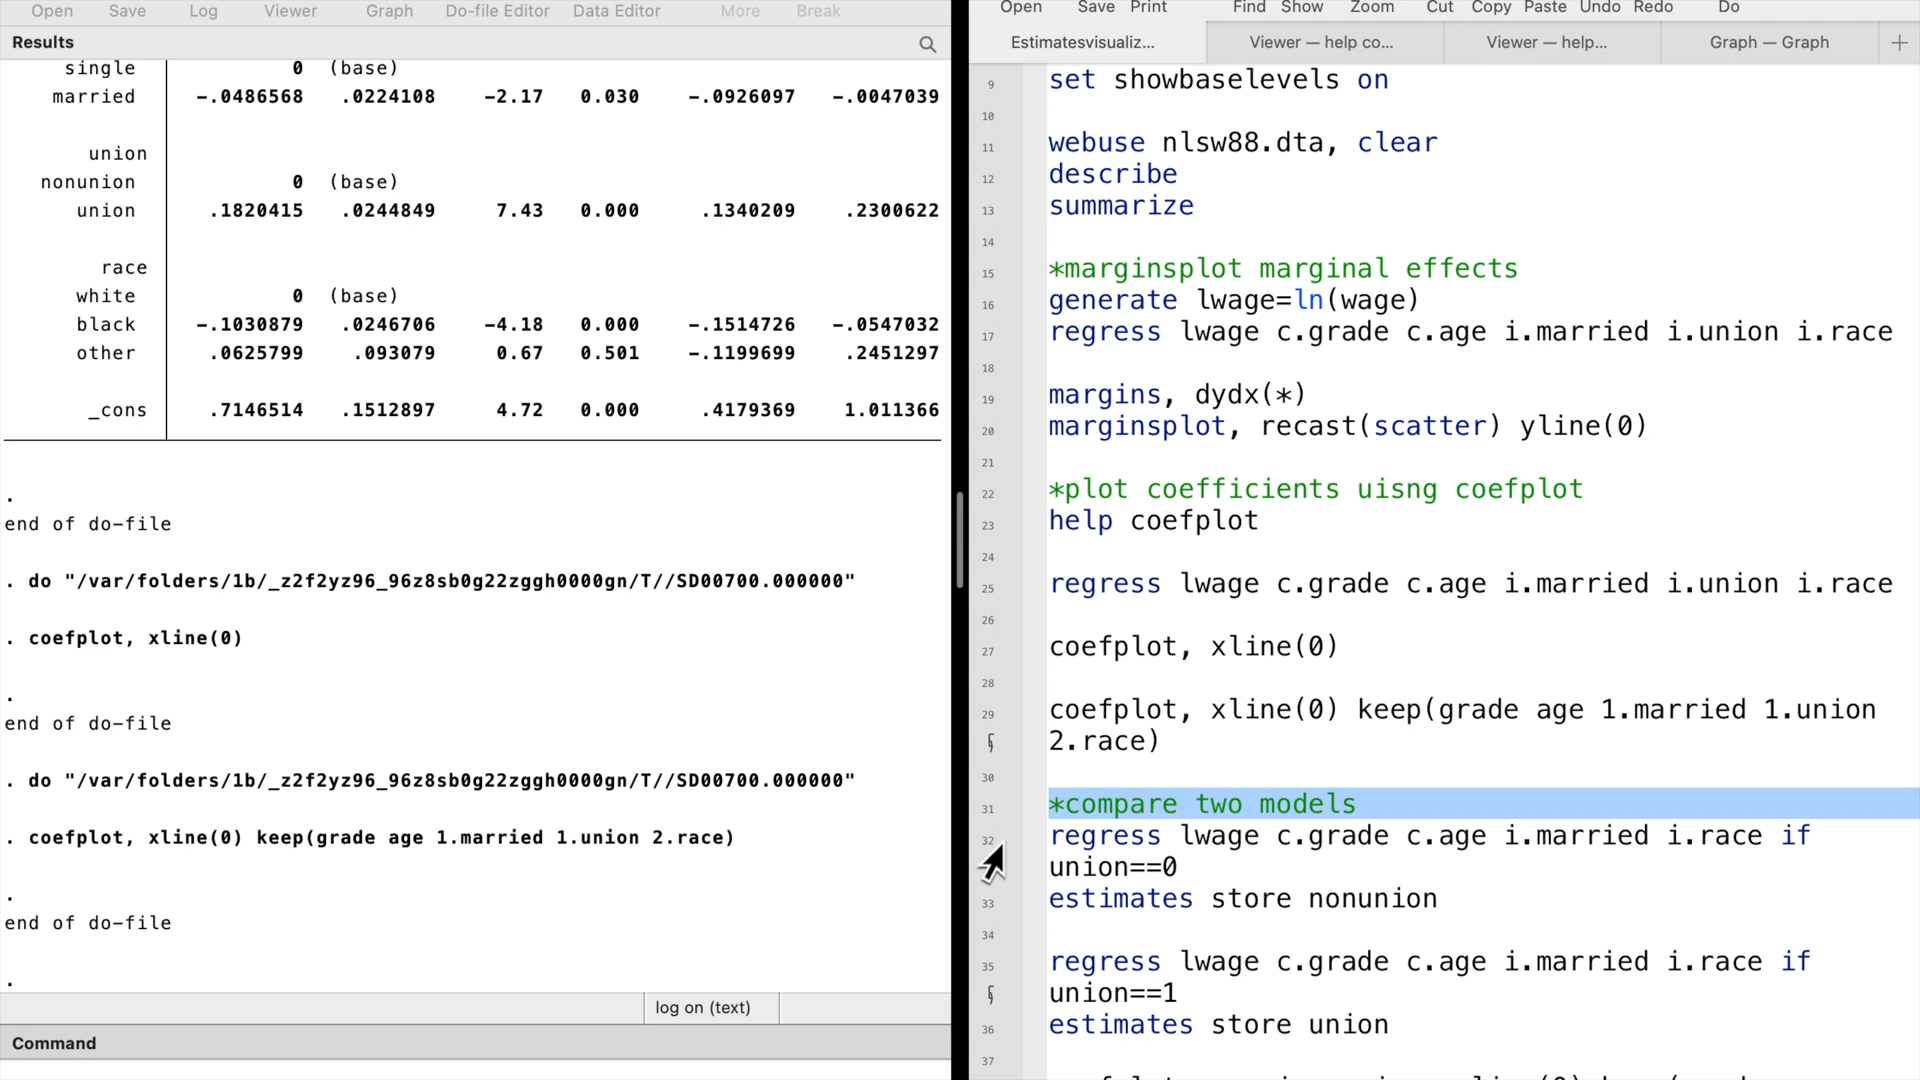 Open Save Log Viewer Graph Do-file Editor Data Editor More Break
Results
single 0 (base)
married -.0486568 .0224108 -2.17 0.030 -.0926097 -.0047039
union
nonunion 0 (base)
union .1820415 .0244849 7.43 0.000 .1340209 .2300622
race
white 0 (base)
black -.1030879 .0246706 -4.18 0.000 -.1514726 -.0547032
other .0625799 .093079 0.67 0.501 -.1199699 .2451297
_cons .7146514 .1512897 4.72 0.000 .4179369 1.011366
.
end of do-file
. do "/var/folders/1b/_z2f2yz96_96z8sb0g22zggh0000gn/T//SD00700.000000"
. coefplot, xline(0)
.
end of do-file
. do "/var/folders/1b/_z2f2yz96_96z8sb0g22zggh0000gn/T//SD00700.000000"
. coefplot, xline(0) keep(grade age 1.married 1.union 2.race)
.
end of do-file
.
log on (text)
Command
Open Save Print Find Show Zoom Cut Copy Paste Undo Redo Do
Estimatesvisualiz... Viewer — help co... Viewer — help... Graph — Graph +
9 set showbaselevels on
10
11 webuse nlsw88.dta, clear
12 describe
13 summarize
14
15 *marginsplot marginal effects
16 generate lwage=ln(wage)
17 regress lwage c.grade c.age i.married i.union i.race
18
19 margins, dydx(*)
20 marginsplot, recast(scatter) yline(0)
21
22 *plot coefficients uisng coefplot
23 help coefplot
24
25 regress lwage c.grade c.age i.married i.union i.race
26
27 coefplot, xline(0)
28
29 coefplot, xline(0) keep(grade age 1.married 1.union
2.race)
30
31 *compare two models
32 regress lwage c.grade c.age i.married i.race if
union==0
33 estimates store nonunion
34
35 regress lwage c.grade c.age i.married i.race if
union==1
36 estimates store union
37